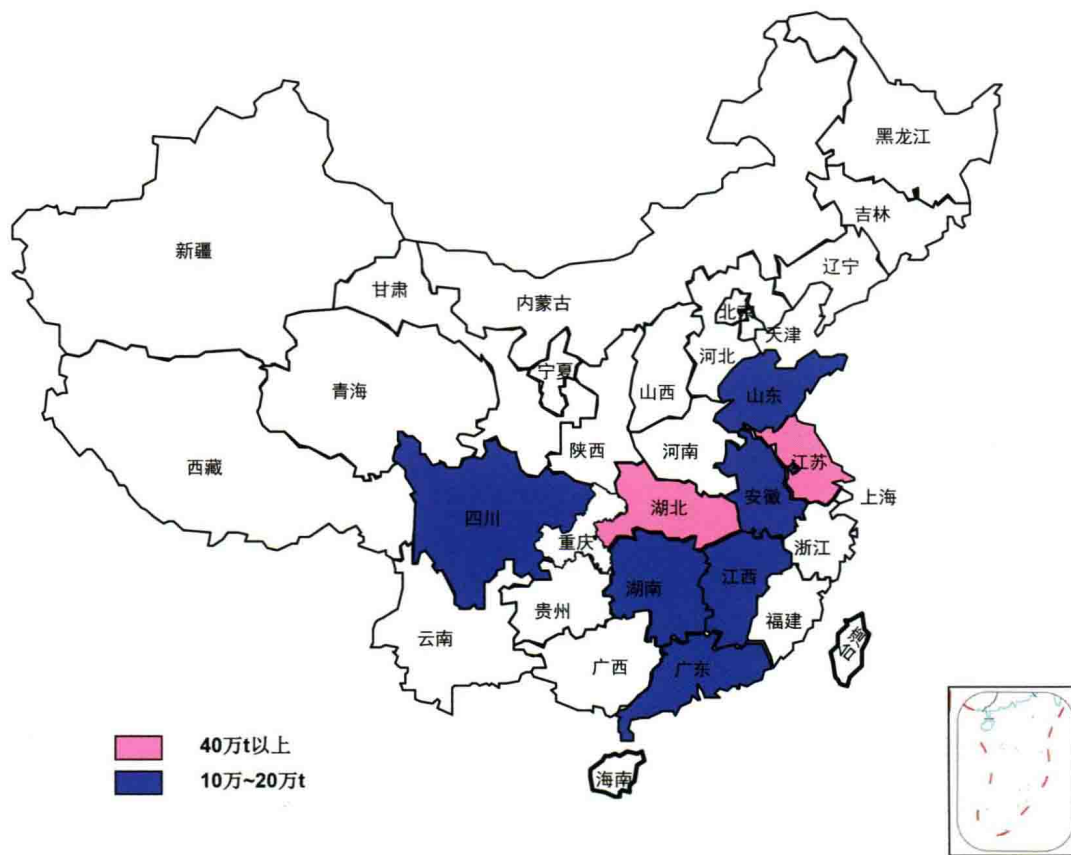 黑龙江
吉林
辽宁
新疆
甘肃
内蒙古
北京
天津
河北
宁夏
山西
山东
青海
陕西
河南
江苏
西藏
安徽
上海
四川
湖北
重庆
浙江
湖南
江西
贵州
福建
云南
广西
广东
台湾
海南
40万t以上
10万~20万t